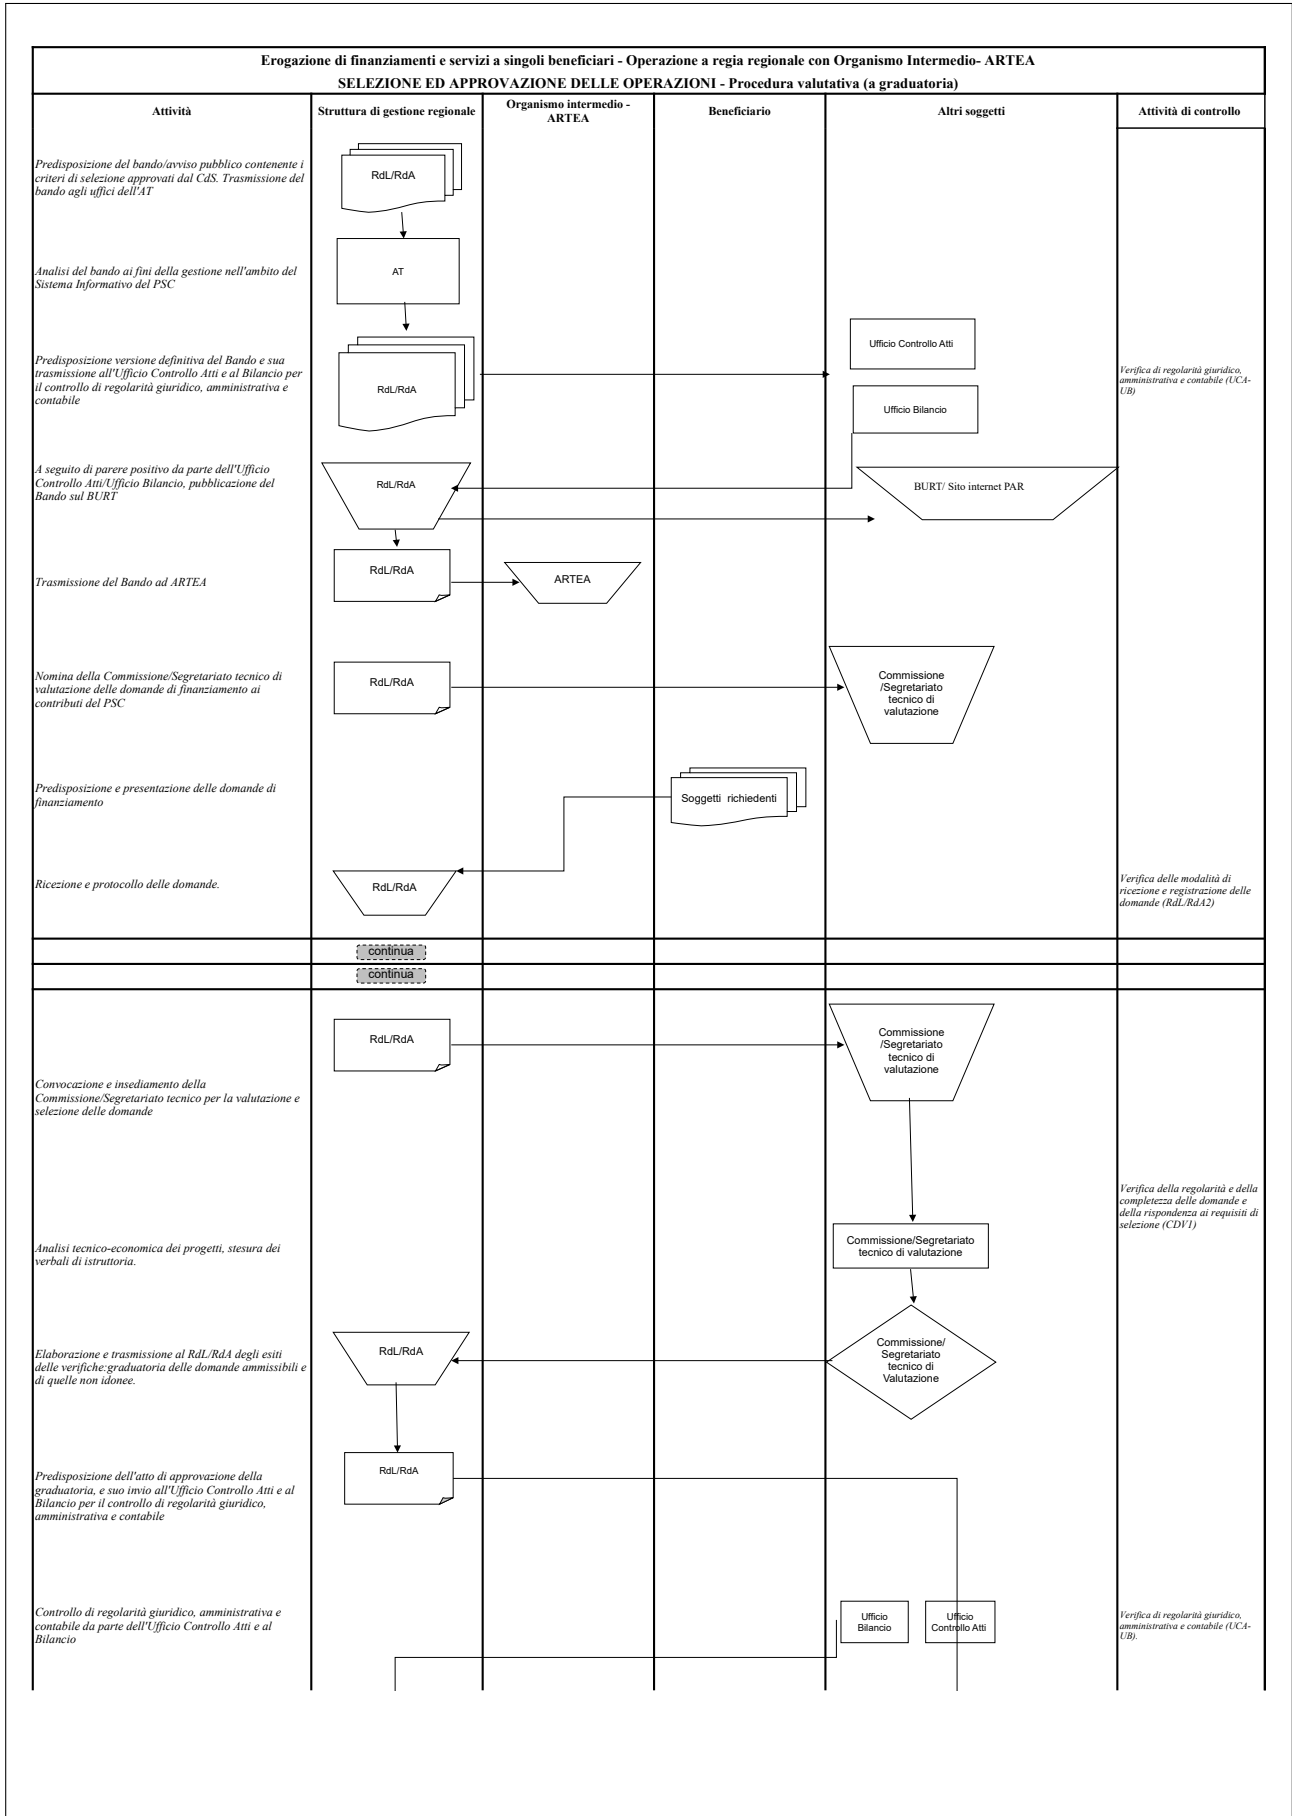 Erogazione di finanziamenti e servizi a singoli beneficiari - Operazione a regia regionale con Organismo Intermedio- ARTEA
SELEZIONE ED APPROVAZIONE DELLE OPERAZIONI - Procedura valutativa (a graduatoria)
Attività
Struttura di gestione regionale
Organismo intermedio -
ARTEA
Beneficiario
Altri soggetti
Attività di controllo
Predisposizione del bando/avviso pubblico contenente i
criteri di selezione approvati dal CdS. Trasmissione del
bando agli uffici dell'AT
RdL/RdA
Analisi del bando ai fini della gestione nell'ambito del
Sistema Informativo del PSC
AT
Predisposizione versione definitiva del Bando e sua
trasmissione all'Ufficio Controllo Atti e al Bilancio per
il controllo di regolarità giuridico, amministrativa e
contabile
RdL/RdA
Ufficio Controllo Atti
Ufficio Bilancio
Verifica di regolarità giuridico,
amministrativa e contabile (UCA-
UB)
A seguito di parere positivo da parte dell'Ufficio
Controllo Atti/Ufficio Bilancio, pubblicazione del
Bando sul BURT
RdL/RdA
BURT/ Sito internet PAR
Trasmissione del Bando ad ARTEA
RdL/RdA
ARTEA
Nomina della Commissione/Segretariato tecnico di
valutazione delle domande di finanziamento ai
contributi del PSC
RdL/RdA
Commissione
/Segretariato
tecnico di
valutazione
Predisposizione e presentazione delle domande di
finanziamento
Soggetti richiedenti
Ricezione e protocollo delle domande.
RdL/RdA
Verifica delle modalità di
ricezione e registrazione delle
domande (RdL/RdA2)
continua
continua
Convocazione e insediamento della
Commissione/Segretariato tecnico per la valutazione e
selezione delle domande
RdL/RdA
Commissione
/Segretariato
tecnico di
valutazione
Verifica della regolarità e della
completezza delle domande e
della rispondenza ai requisiti di
selezione (CDV1)
Analisi tecnico-economica dei progetti, stesura dei
verbali di istruttoria.
Commissione/Segretariato
tecnico di valutazione
Elaborazione e trasmissione al RdL/RdA degli esiti
delle verifiche:graduatoria delle domande ammissibili e
di quelle non idonee.
RdL/RdA
Commissione/
Segretariato
tecnico di
Valutazione
Predisposizione dell'atto di approvazione della
graduatoria, e suo invio all'Ufficio Controllo Atti e al
Bilancio per il controllo di regolarità giuridico,
amministrativa e contabile
RdL/RdA
Controllo di regolarità giuridico, amministrativa e
contabile da parte dell'Ufficio Controllo Atti e al
Bilancio
Ufficio
Bilancio
Ufficio
Controllo Atti
Verifica di regolarità giuridico,
amministrativa e contabile (UCA-
UB).